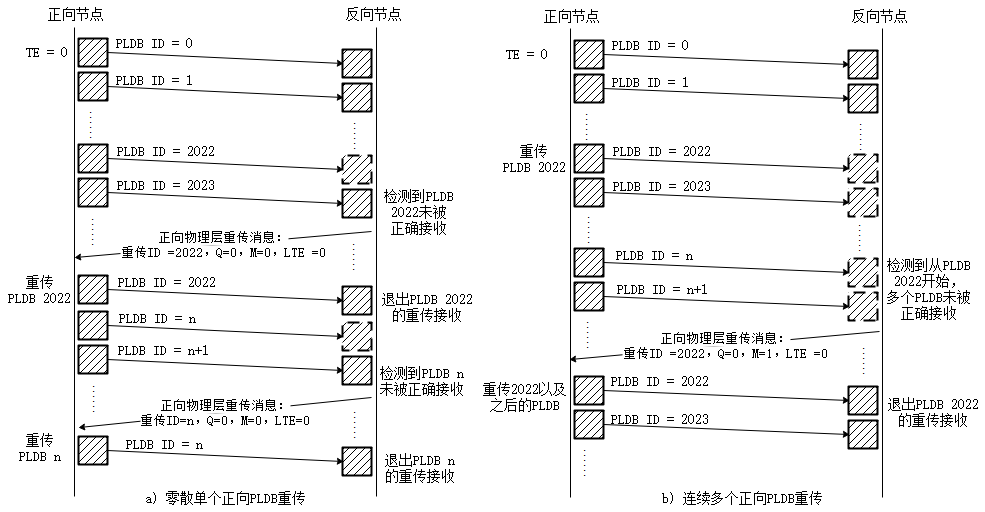 正向节点
反向节点
TE = 0
PLDB ID = 0
PLDB ID = 1
PLDB ID = 2022
PLDB ID = 2023
检测到PLDB
2022未被
正确接收
正向物理层重传消息:
重传ID =2022, Q=0, M=0, LTE =0
重传
PLDB 2022
PLDB ID = 2022
退出PLDB 2022
的重传接收
PLDB ID = n
PLDB ID = n+1
检测到PLDB n
未被正确接收
正向物理层重传消息:
重传ID=n, Q=0, M=0, LTE=0
重传
PLDB n
PLDB ID = n
退出PLDB n
的重传接收
a) 零散单个正向PLDB重传
正向节点
反向节点
TE = 0
PLDB ID = 0
PLDB ID = 1
重传
PLDB 2022
PLDB ID = 2022
PLDB ID = 2023
PLDB ID = n
PLDB ID = n+1
检测到从PLDB
2022开始,
多个PLDB未被
正确接收
正向物理层重传消息:
重传ID =2022, Q=0, M=1, LTE =0
重传2022以及
之后的PLDB
PLDB ID = 2022
PLDB ID = 2023
退出PLDB 2022
的重传接收
b) 连续多个正向PLDB重传